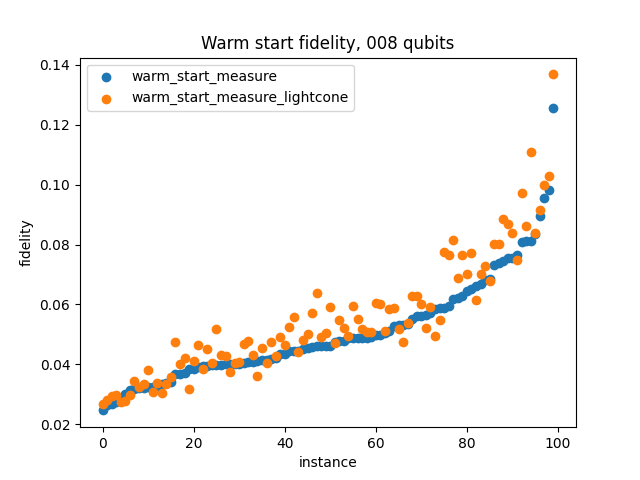 Warm start fidelity, 008 qubits
warm_start_measure
warm_start_measure_lightcone
0.14
0.12
0.10
0.08
0.06
0.04
0.02
fidelity
0 20 40 60 80 100
instance